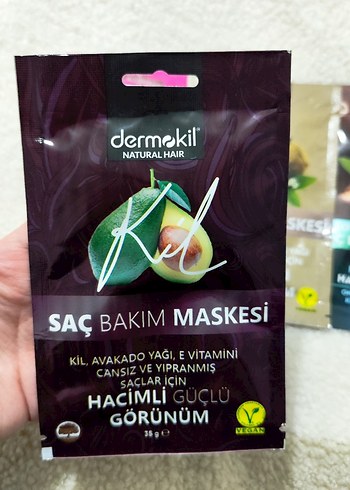 dermokil
NATURAL HAIR
Kil
SAÇ BAKIM MASKESİ
KİL, AVAKADO YAĞI, E VİTAMİNİ
CANSIZ VE YIPRANMIŞ
SAÇLAR İÇİN
HACİMLİ GÜÇLÜ
GÖRÜNÜM
35 g ℮
VEGAN